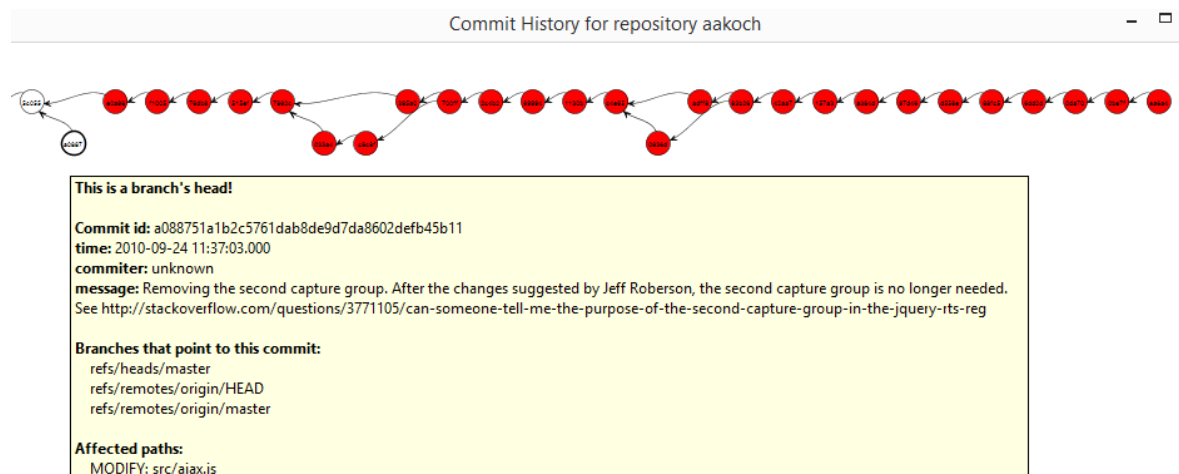 Commit History for repository aakoch
This is a branch's head!
Commit id: a088751a1b2c5761dab8de9d7da8602defb45b11
time: 2010-09-24 11:37:03.000
commiter: unknown
message: Removing the second capture group. After the changes suggested by Jeff Roberson, the second capture group is no longer needed.
See http://stackoverflow.com/questions/3771105/can-someone-tell-me-the-purpose-of-the-second-capture-group-in-the-jquery-rts-reg
Branches that point to this commit:
refs/heads/master
refs/remotes/origin/HEAD
refs/remotes/origin/master
Affected paths:
MODIFY: src/ajax.js